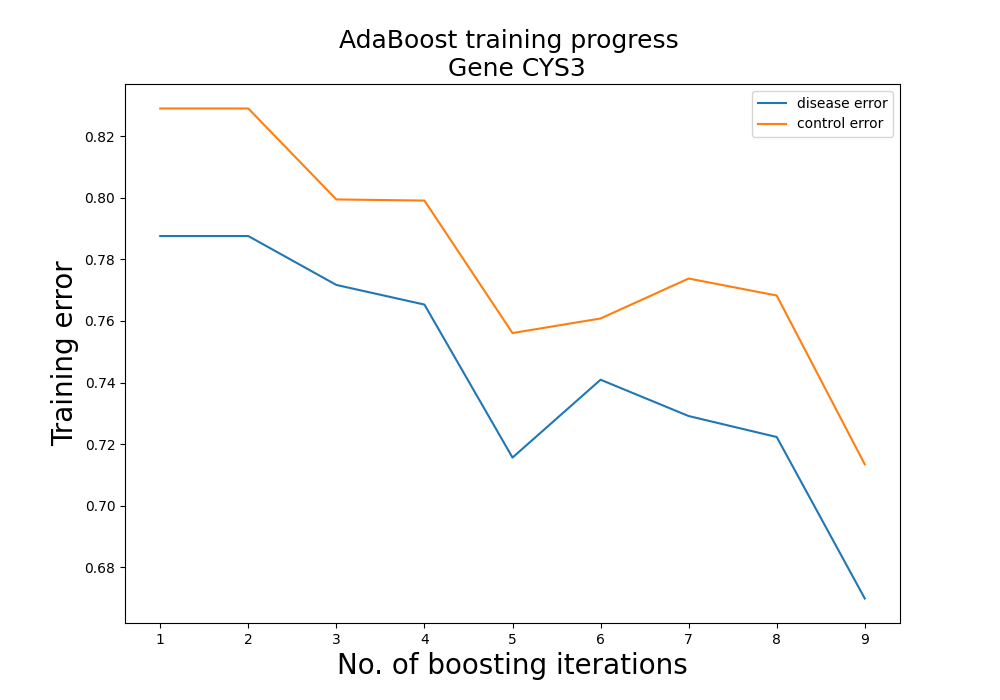 AdaBoost training progress
Gene CYS3
disease error
control error
Training error
0.82
0.80
0.78
0.76
0.74
0.72
0.70
0.68
1 2 3 4 5 6 7 8 9
No. of boosting iterations